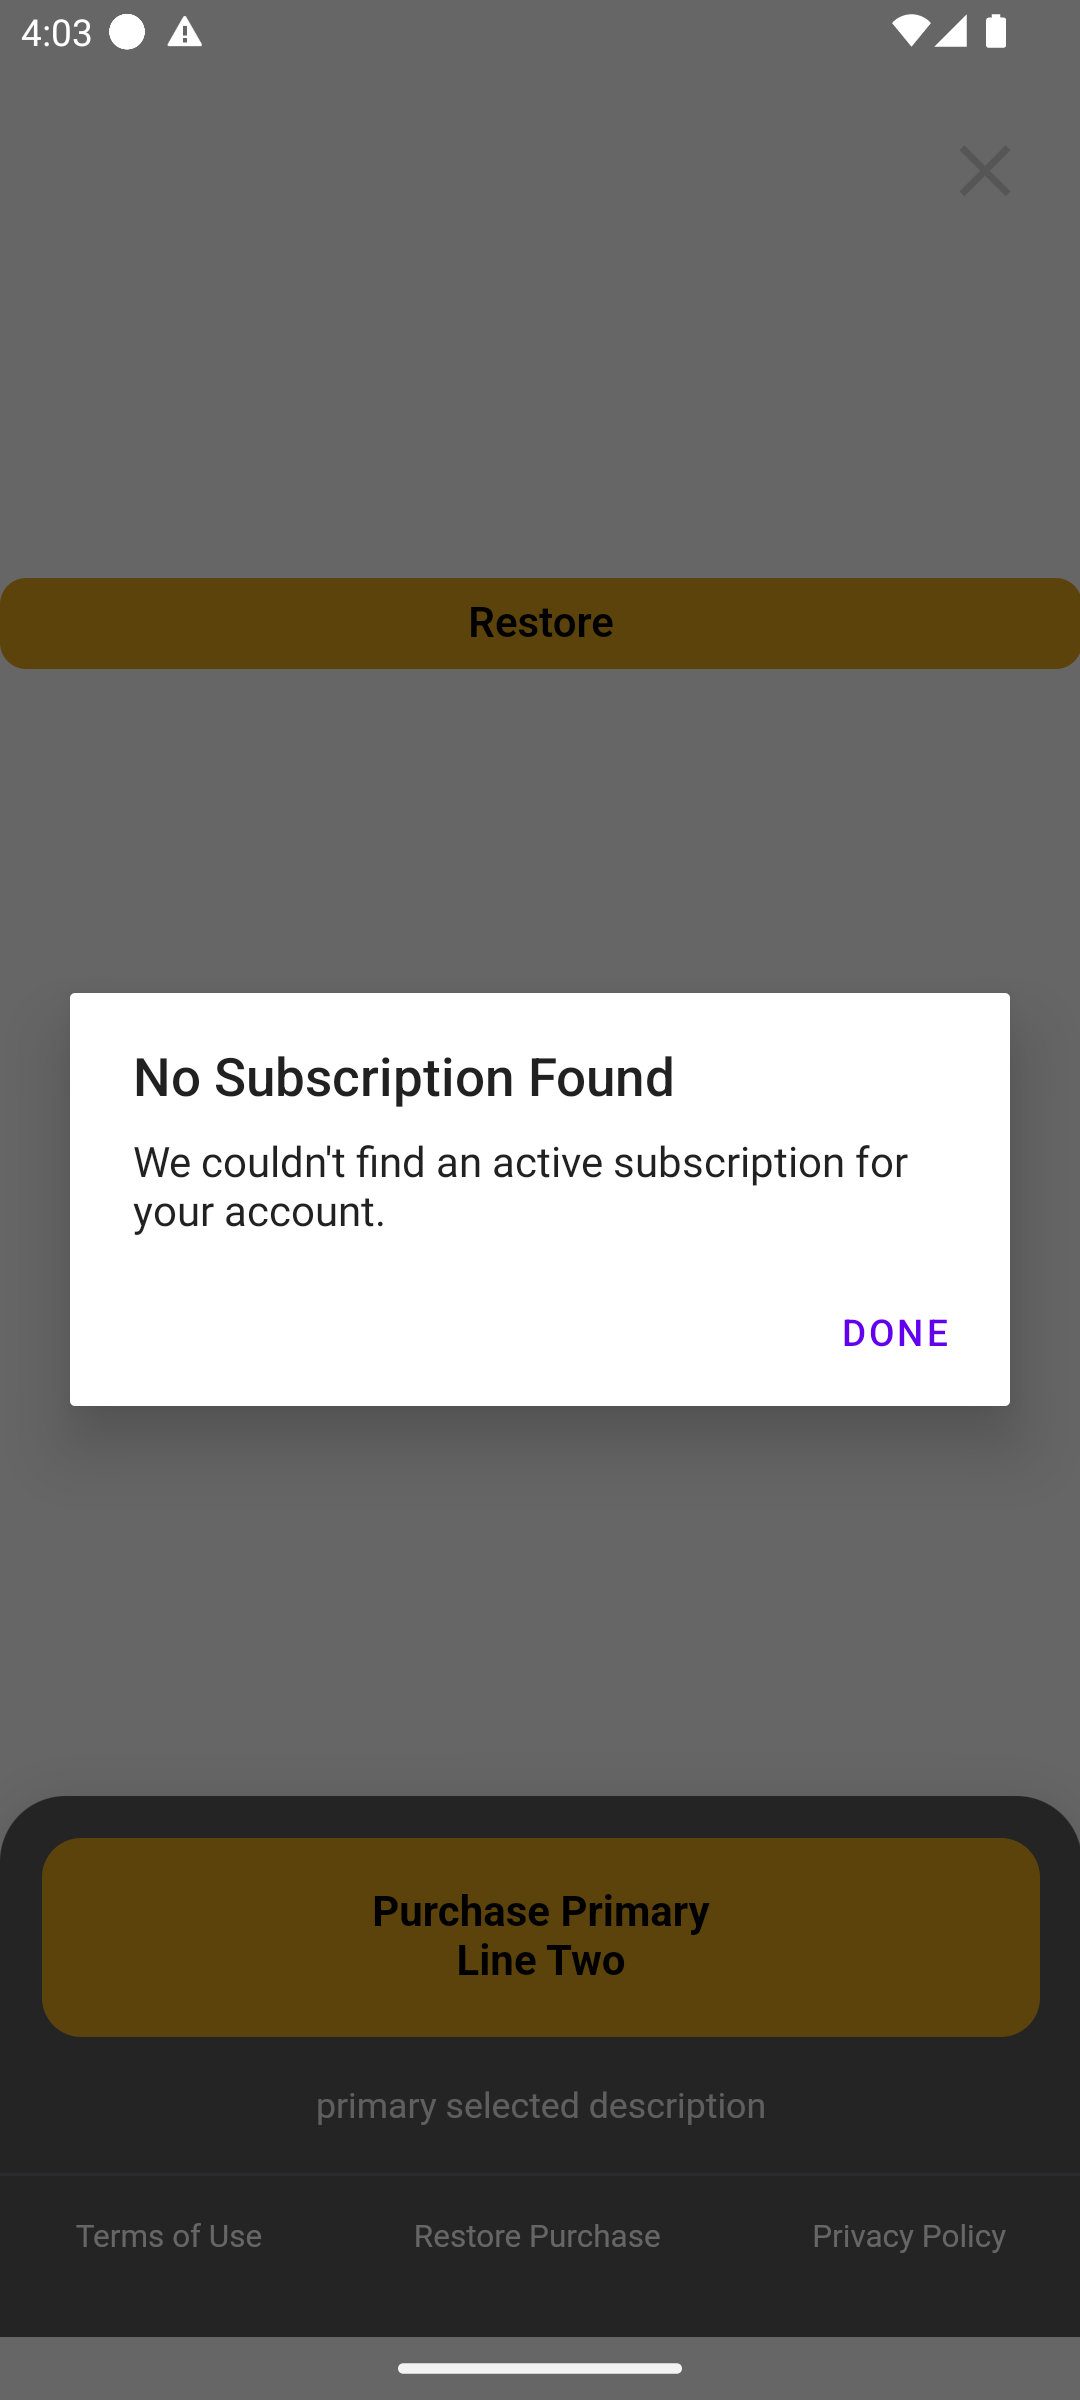 4:03
Restore
No Subscription Found
We couldn't find an active subscription for
your account.
DONE
Purchase Primary
Line Two
primary selected description
Terms of Use
Restore Purchase
Privacy Policy